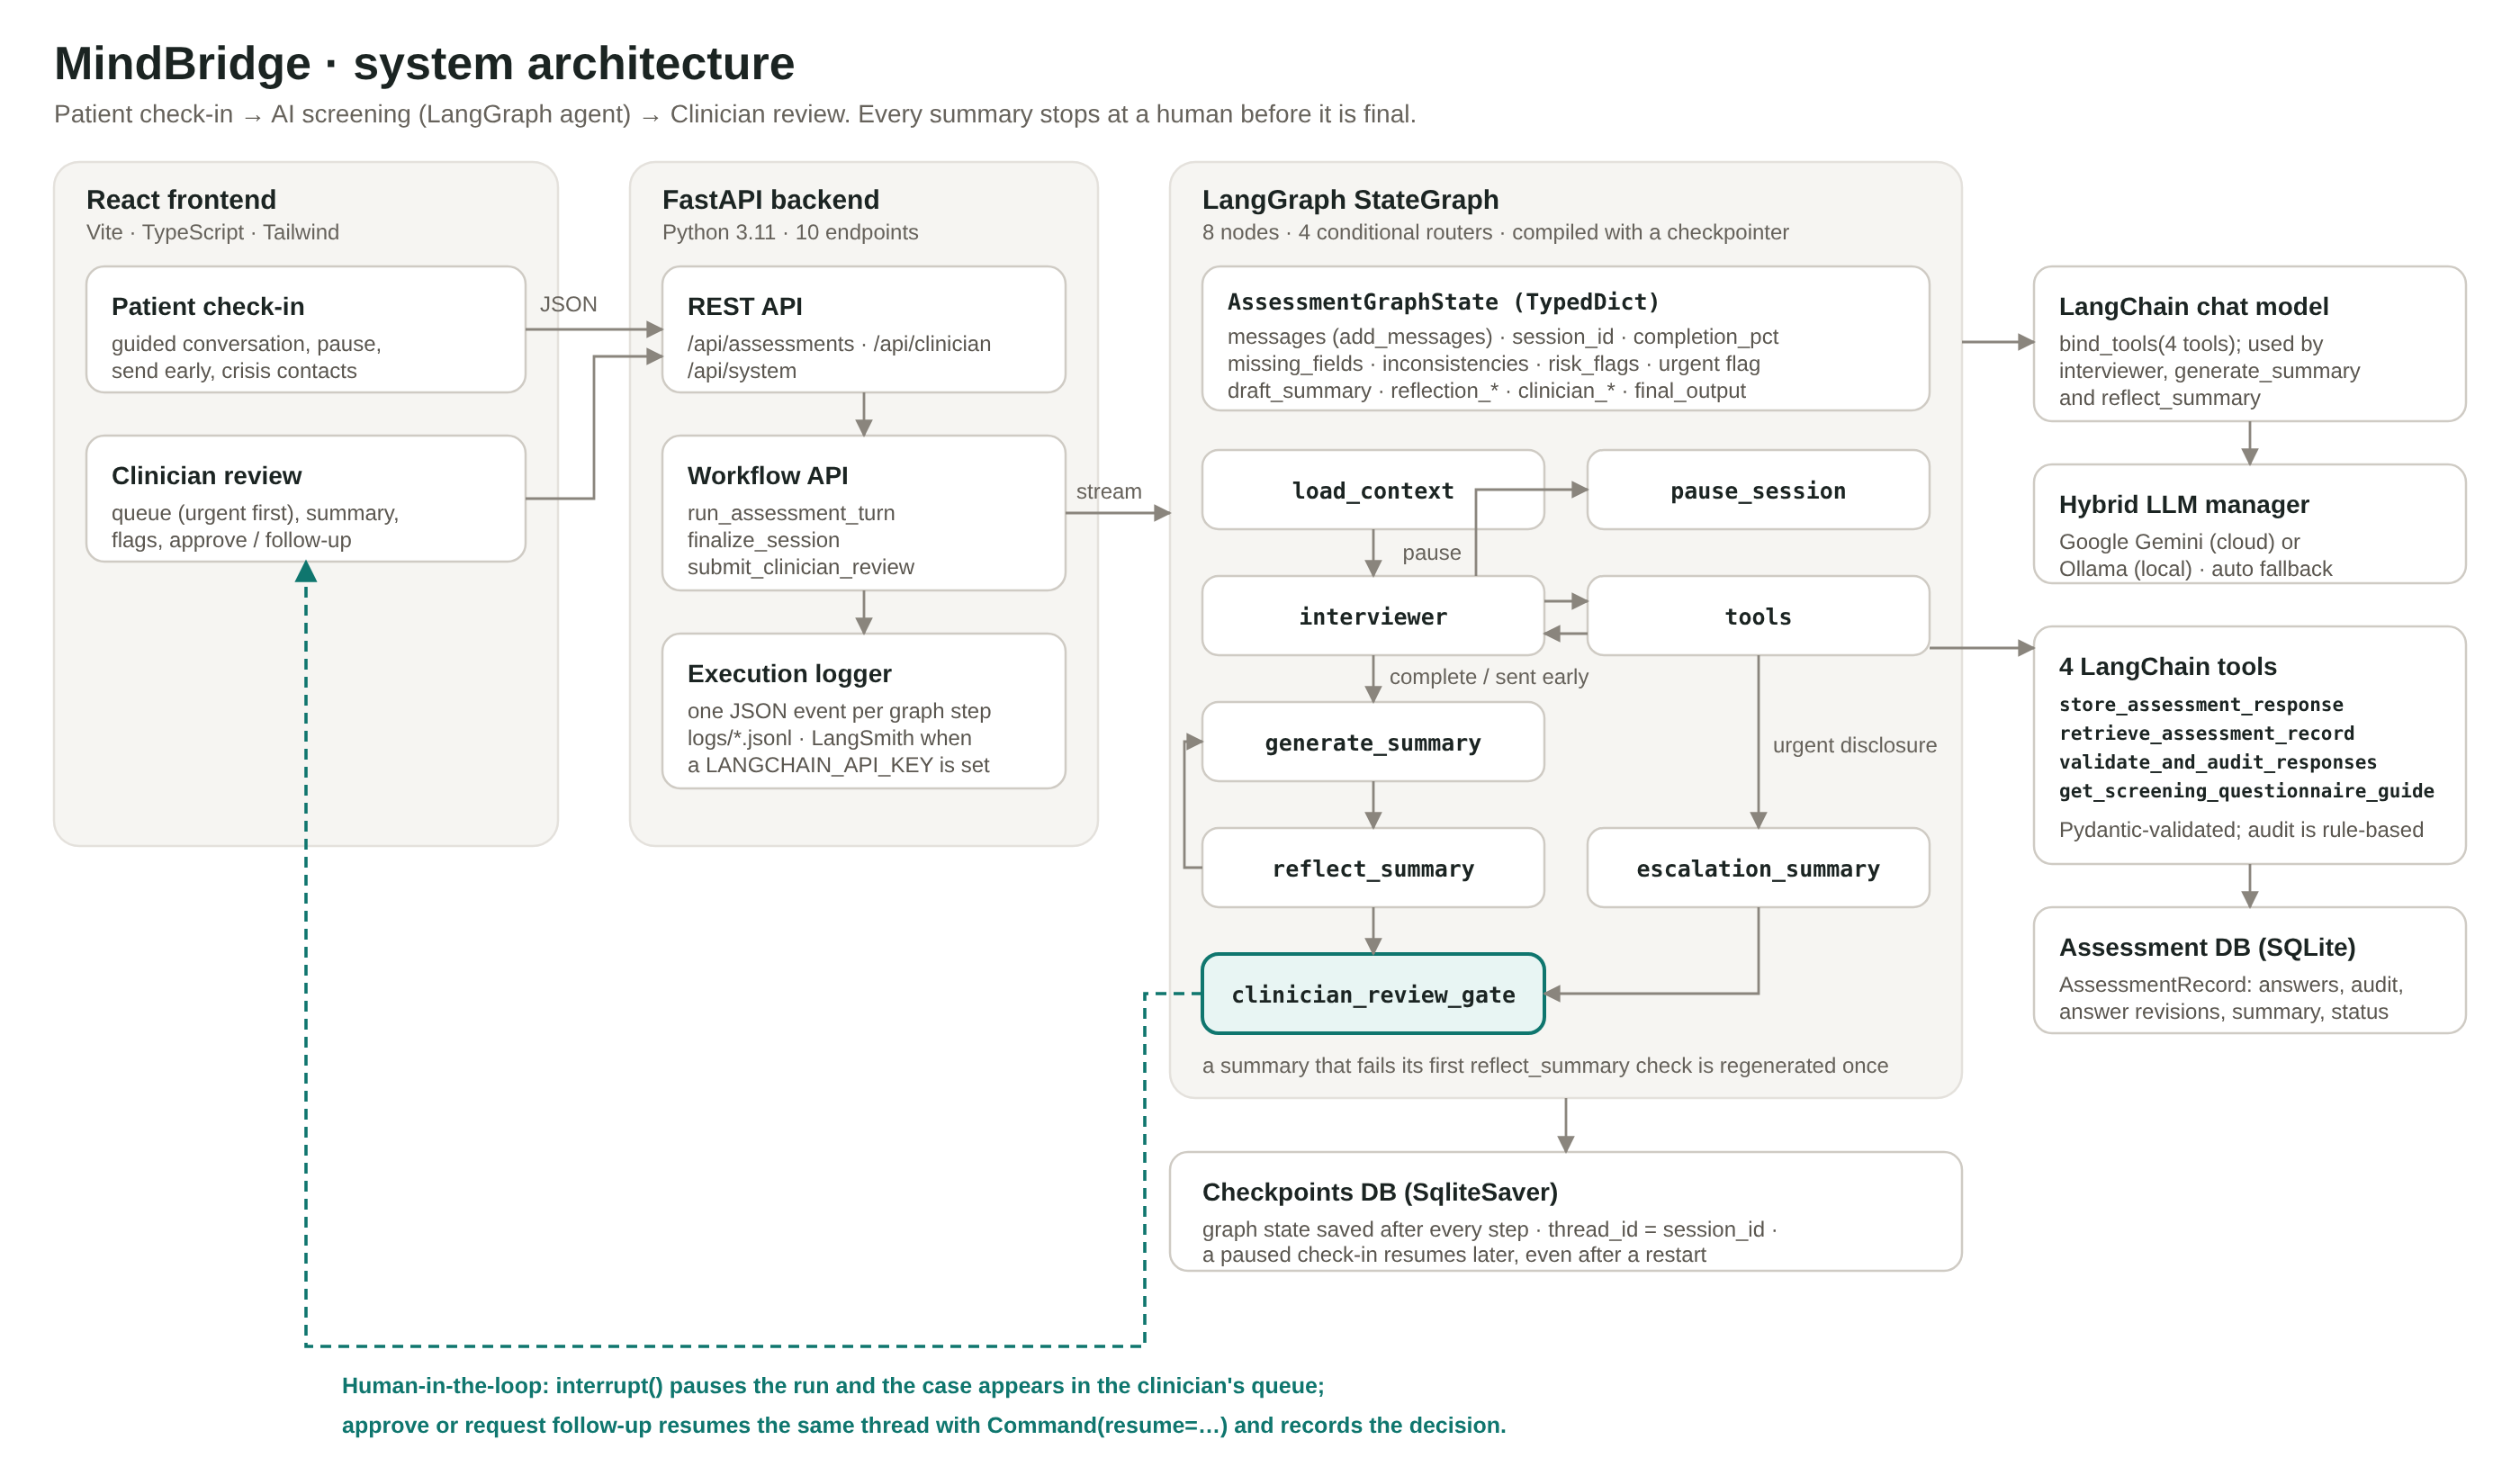 MindBridge · system architecture
Patient check-in → AI screening (LangGraph agent) → Clinician review. Every summary stops at a human before it is final.
React frontend
Vite · TypeScript · Tailwind
Patient check-in
guided conversation, pause,
send early, crisis contacts
Clinician review
queue (urgent first), summary,
flags, approve / follow-up
JSON
FastAPI backend
Python 3.11 · 10 endpoints
REST API
/api/assessments · /api/clinician
/api/system
Workflow API
run_assessment_turn
finalize_session
submit_clinician_review
Execution logger
one JSON event per graph step
logs/*.jsonl · LangSmith when
a LANGCHAIN_API_KEY is set
stream
LangGraph StateGraph
8 nodes · 4 conditional routers · compiled with a checkpointer
AssessmentGraphState (TypedDict)
messages (add_messages) · session_id · completion_pct
missing_fields · inconsistencies · risk_flags · urgent flag
draft_summary · reflection_* · clinician_* · final_output
load_context
pause_session
pause
interviewer
tools
complete / sent early
generate_summary
urgent disclosure
reflect_summary
escalation_summary
clinician_review_gate
a summary that fails its first reflect_summary check is regenerated once
Checkpoints DB (SqliteSaver)
graph state saved after every step · thread_id = session_id ·
a paused check-in resumes later, even after a restart
LangChain chat model
bind_tools(4 tools); used by
interviewer, generate_summary
and reflect_summary
Hybrid LLM manager
Google Gemini (cloud) or
Ollama (local) · auto fallback
4 LangChain tools
store_assessment_response
retrieve_assessment_record
validate_and_audit_responses
get_screening_questionnaire_guide
Pydantic-validated; audit is rule-based
Assessment DB (SQLite)
AssessmentRecord: answers, audit,
answer revisions, summary, status
Human-in-the-loop: interrupt() pauses the run and the case appears in the clinician's queue;
approve or request follow-up resumes the same thread with Command(resume=…) and records the decision.